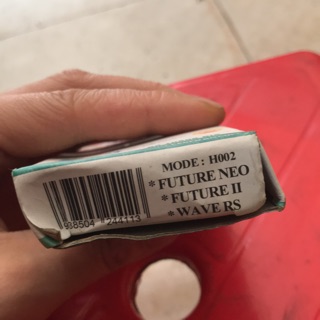 MODE : H002
* FUTURE NEO
* FUTURE II
* WAVE RS